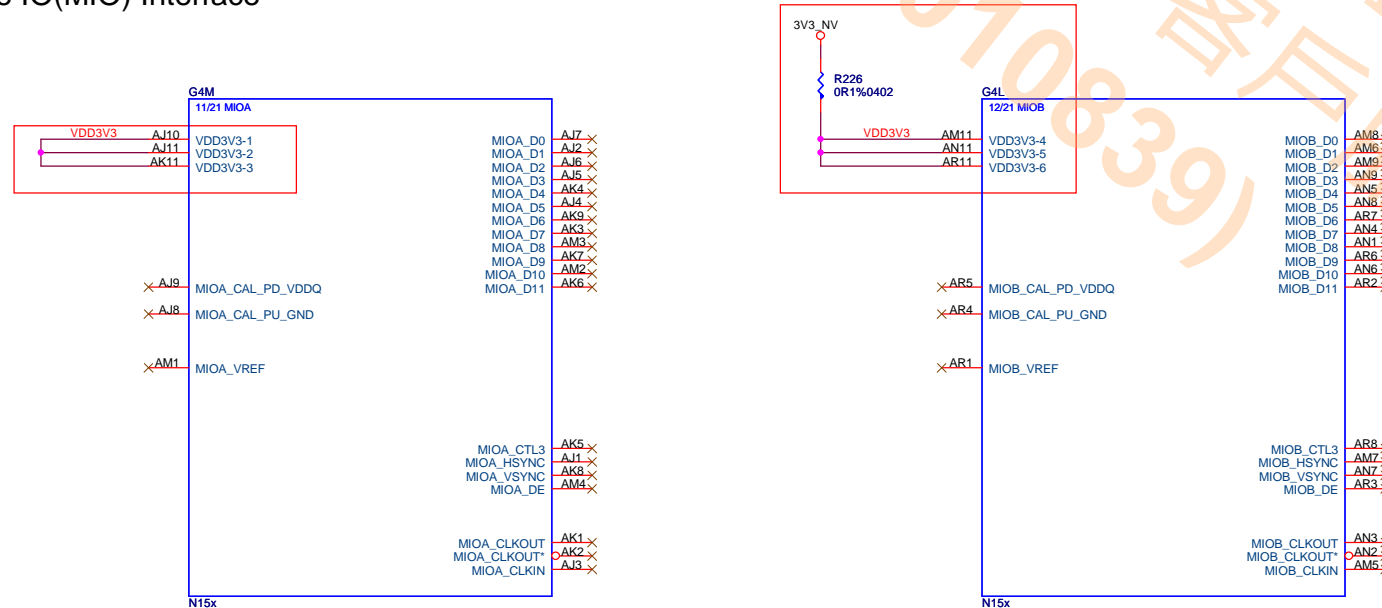 IO(MIO) Interface
3V3_NV
R226
0R1%0402
G4M
11/21 MIOA
VDD3V3
AJ10
VDD3V3-1
AJ11
VDD3V3-2
AK11
VDD3V3-3
AJ9
MIOA_CAL_PD_VDDQ
AJ8
MIOA_CAL_PU_GND
AM1
MIOA_VREF
MIOA_D0 AJ7
MIOA_D1 AJ2
MIOA_D2 AJ6
MIOA_D3 AJ5
MIOA_D4 AK4
MIOA_D5 AJ4
MIOA_D6 AK9
MIOA_D7 AK3
MIOA_D8 AM3
MIOA_D9 AK7
MIOA_D10 AM2
MIOA_D11 AK6
MIOA_CTL3 AK5
MIOA_HSYNC AJ1
MIOA_VSYNC AK8
MIOA_DE AM4
MIOA_CLKOUT AK1
MIOA_CLKOUT* AK2
MIOA_CLKIN AJ3
N15x
G4L
12/21 MIOB
VDD3V3
AM11
VDD3V3-4
AN11
VDD3V3-5
AR11
VDD3V3-6
AR5
MIOB_CAL_PD_VDDQ
AR4
MIOB_CAL_PU_GND
AR1
MIOB_VREF
MIOB_D0 AM8
MIOB_D1 AM6
MIOB_D2 AM9
MIOB_D3 AN9
MIOB_D4 AN5
MIOB_D5 AN8
MIOB_D6 AR7
MIOB_D7 AN4
MIOB_D8 AN1
MIOB_D9 AR6
MIOB_D10 AN6
MIOB_D11 AR2
MIOB_CTL3 AR8
MIOB_HSYNC AM7
MIOB_VSYNC AN7
MIOB_DE AR3
MIOB_CLKOUT AN3
MIOB_CLKOUT* AN2
MIOB_CLKIN AM5
N15x
010839)
客户